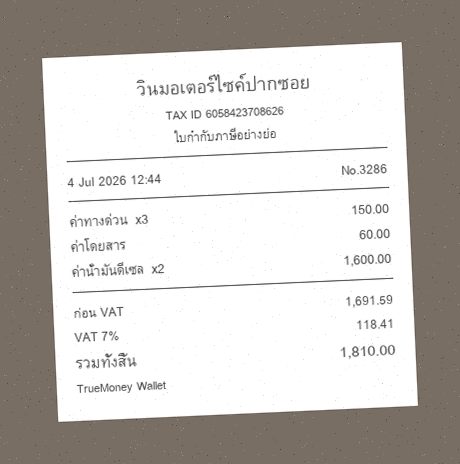 วินมอเตอร์ไซค์ปากซอย
TAX ID 6058423708626
ใบกำกับภาษีอย่างย่อ
4 Jul 2026 12:44 No.3286
ค่าทางด่วน x3 150.00
ค่าโดยสาร 60.00
ค่าน้ำมันดีเซล x2 1,600.00
ก่อน VAT 1,691.59
VAT 7% 118.41
รวมทั้งสิ้น 1,810.00
TrueMoney Wallet